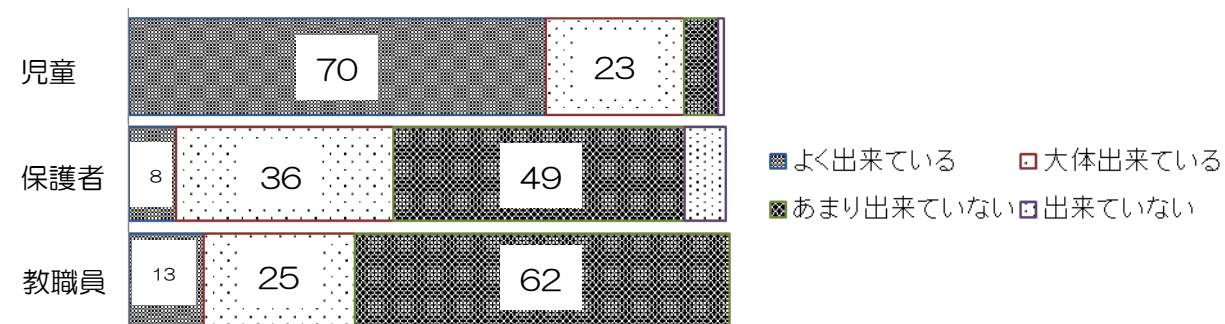 児童 70 23
保護者 8 36 49
教職員 13 25 62
よく出来ている 大体出来ている
あまり出来ていない 出来ていない